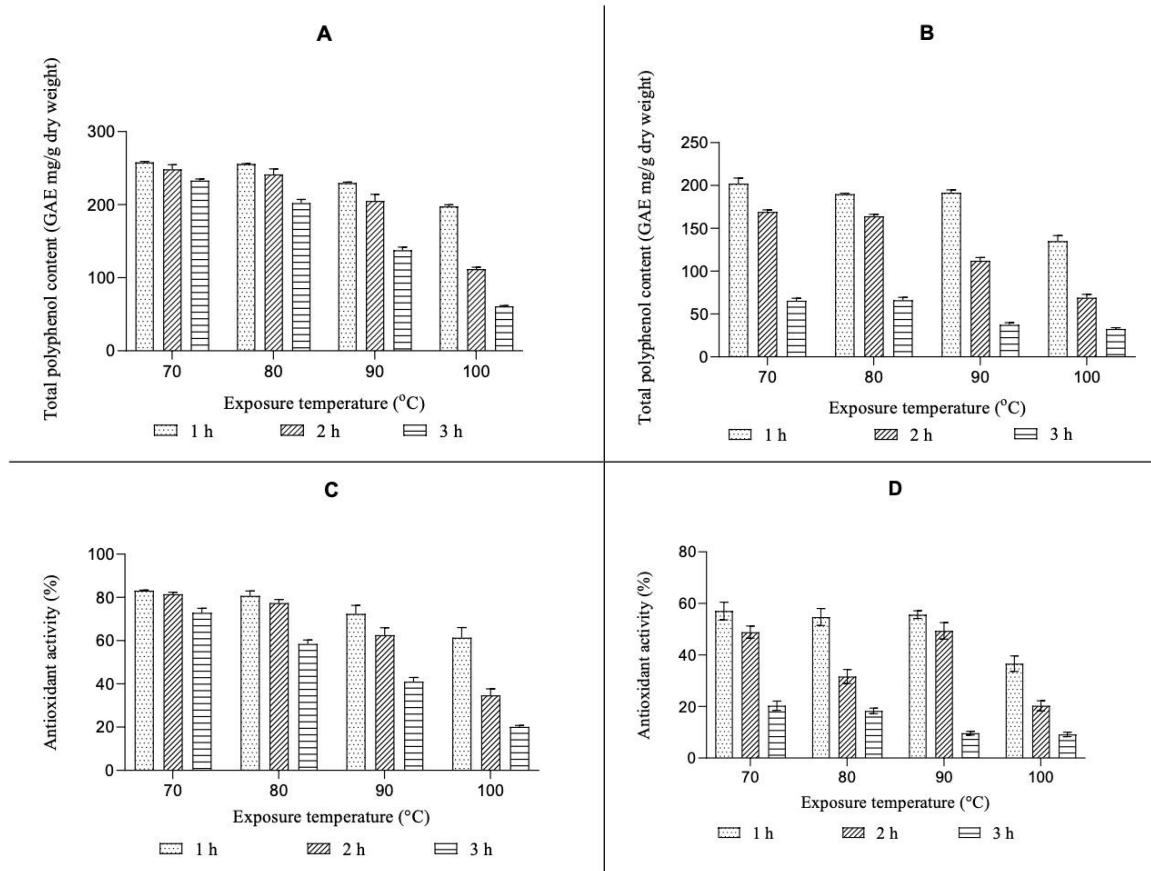 A
Total polyphenol content (GAE mg/g dry weight)
300
200
100
0
70 80 90 100
Exposure temperature (°C)
1 h 2 h 3 h
B
Total polyphenol content (GAE mg/g dry weight)
250
200
150
100
50
0
70 80 90 100
Exposure temperature (°C)
1 h 2 h 3 h
C
Antioxidant activity (%)
100
80
60
40
20
0
70 80 90 100
Exposure temperature (°C)
1 h 2 h 3 h
D
Antioxidant activity (%)
80
60
40
20
0
70 80 90 100
Exposure temperature (°C)
1 h 2 h 3 h